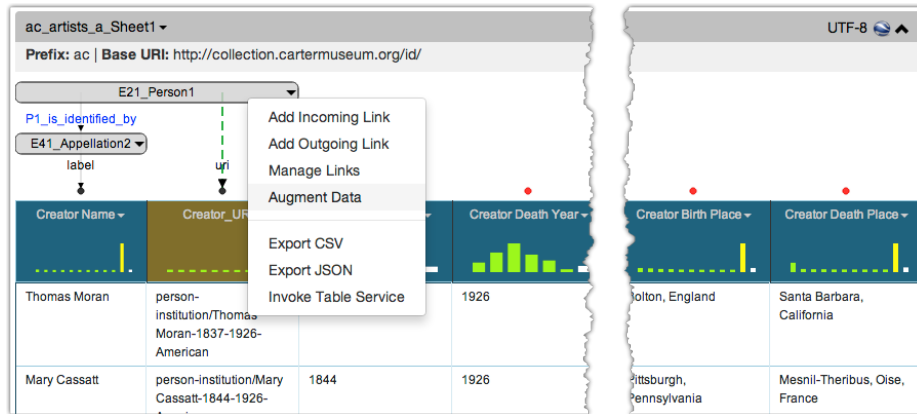 ac_artists_a_Sheet1
UTF-8
Prefix: ac | Base URI: http://collection.cartermuseum.org/id/
E21_Person1
P1_is_identified_by
E41_Appellation2
label
uri
Add Incoming Link
Add Outgoing Link
Manage Links
Augment Data
Export CSV
Export JSON
Invoke Table Service
Creator Name
Creator_UR
Creator Death Year
Creator Birth Place
Creator Death Place
Thomas Moran
person-
institution/Thomas
Moran-1837-1926-
American
1926
olton, England
Santa Barbara,
California
Mary Cassatt
person-institution/Mary
Cassatt-1844-1926-
1844
1926
ittsburgh,
ennsylvania
Mesnil-Theribus, Oise,
France